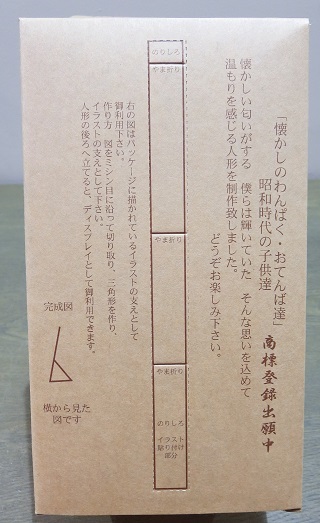 「懐かしのわんぱく・おてんば達」商標登録出願中
昭和時代の子供達
懐かしい匂いがする 僕らは輝いていた そんな思いを込めて
温もりを感じる人形を制作致しました。
どうぞお楽しみ下さい。
のりしろ
やま折り
やま折り
やま折り
のりしろ
イラスト
貼り付け
部分
右の図はパッケージに描かれているイラストの支えとして
御利用下さい。
作り方 図をミシン目に沿って切り取り、三角形を作り、
イラストの支えとして下さい。
人形の後ろへ立てると、ディスプレイとして御利用できます。
完成図
横から見た
図です